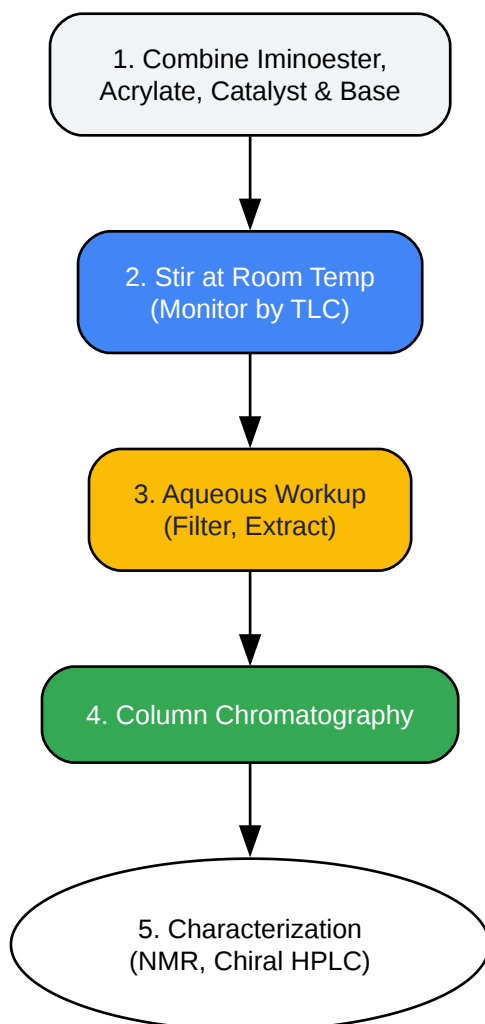 1. Combine Iminoester,
Acrylate, Catalyst & Base
2. Stir at Room Temp
(Monitor by TLC)
3. Aqueous Workup
(Filter, Extract)
4. Column Chromatography
5. Characterization
(NMR, Chiral HPLC)